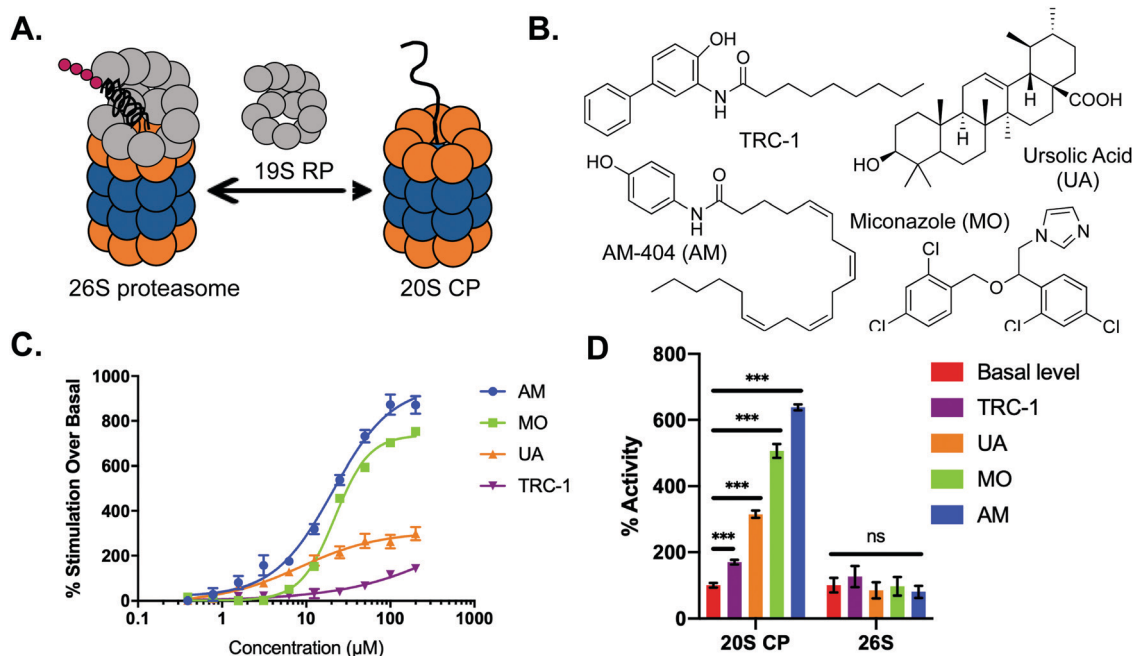 A.
19S RP
26S proteasome
20S CP
B.
OH
O
N
H
TRC-1
COOH
H
H
HO
Ursolic Acid
(UA)
HO
O
N
H
AM-404 (AM)
Miconazole (MO)
N
N
Cl
O
Cl
Cl
Cl
C.
% Stimulation Over Basal
1000
800
600
400
200
0
0.1
1
10
100
1000
Concentration (µM)
AM
MO
UA
TRC-1
D
% Activity
800
600
400
200
0
***
***
***
***
ns
20S CP
26S
Basal level
TRC-1
UA
MO
AM